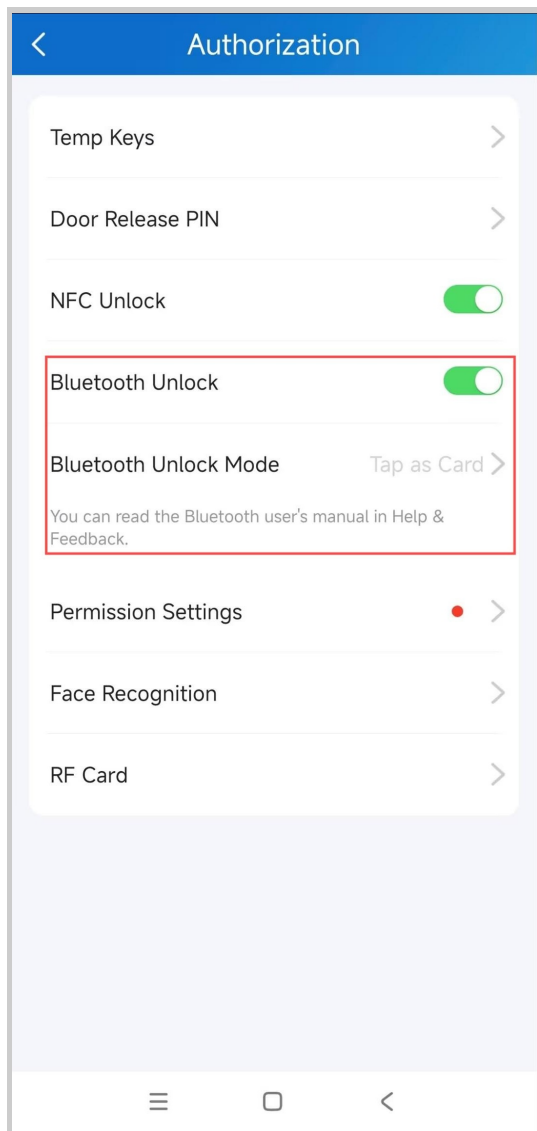 Authorization
Temp Keys
Door Release PIN
NFC Unlock
Bluetooth Unlock
Bluetooth Unlock Mode Tap as Card
You can read the Bluetooth user's manual in Help &
Feedback.
Permission Settings
Face Recognition
RF Card